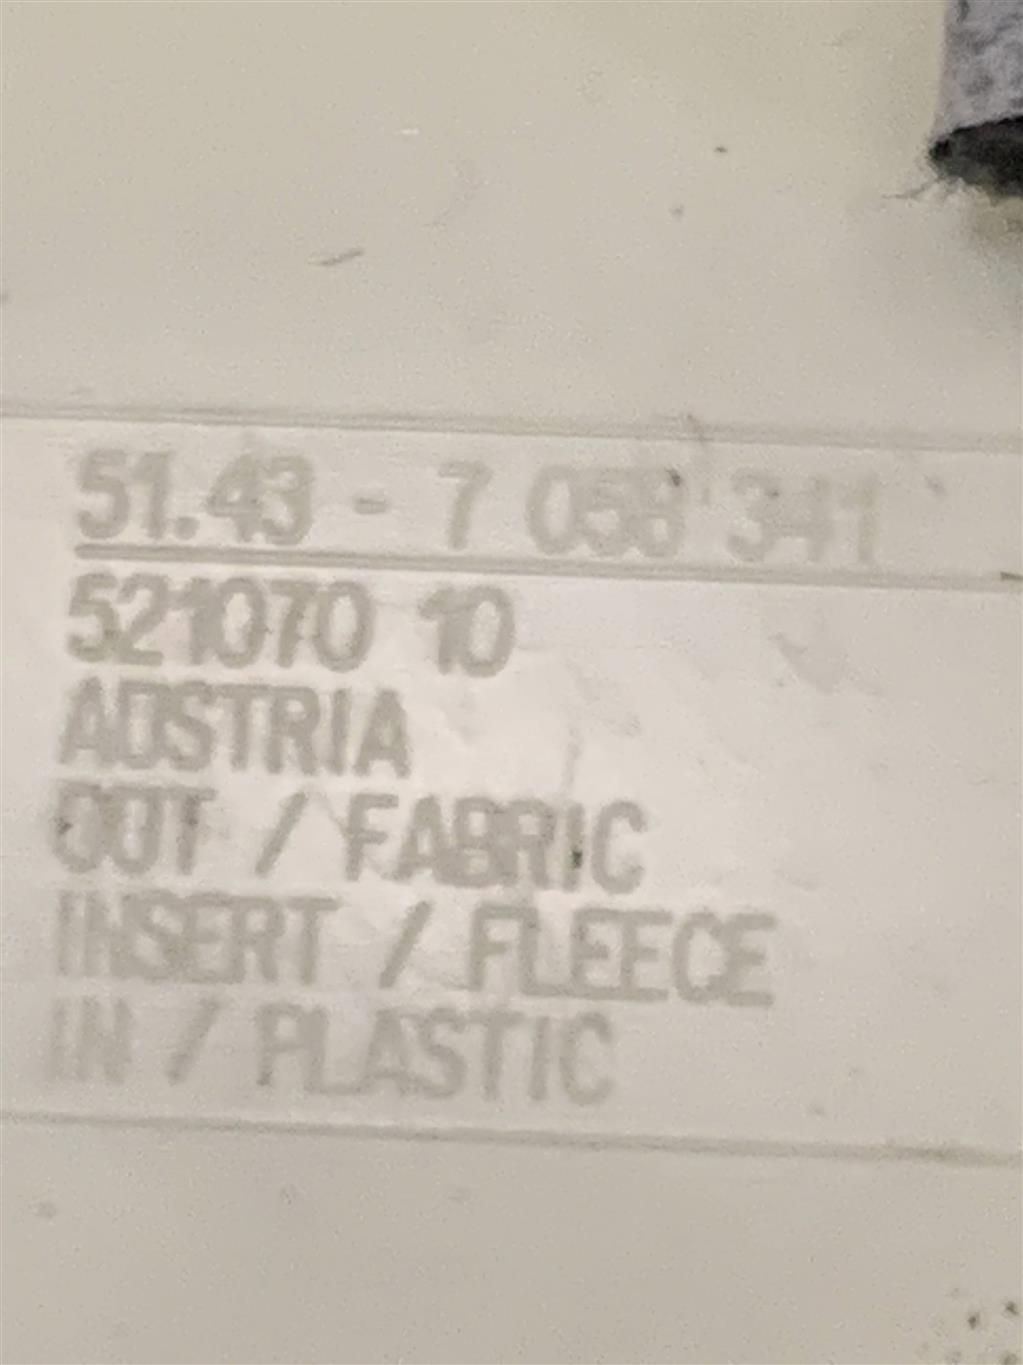 51.43 - 7 058 341
521070 10
AUSTRIA
OUT / FABRIC
INSERT / FLEECE
IN / PLASTIC